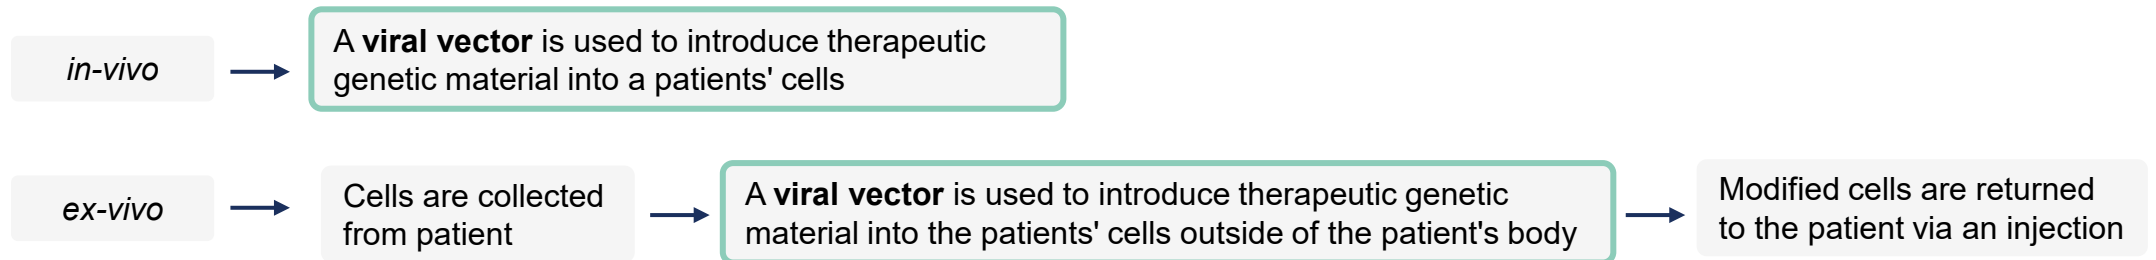 in-vivo
A viral vector is used to introduce therapeutic
genetic material into a patients' cells
ex-vivo
Cells are collected
from patient
A viral vector is used to introduce therapeutic genetic
material into the patients' cells outside of the patient's body
Modified cells are returned
to the patient via an injection